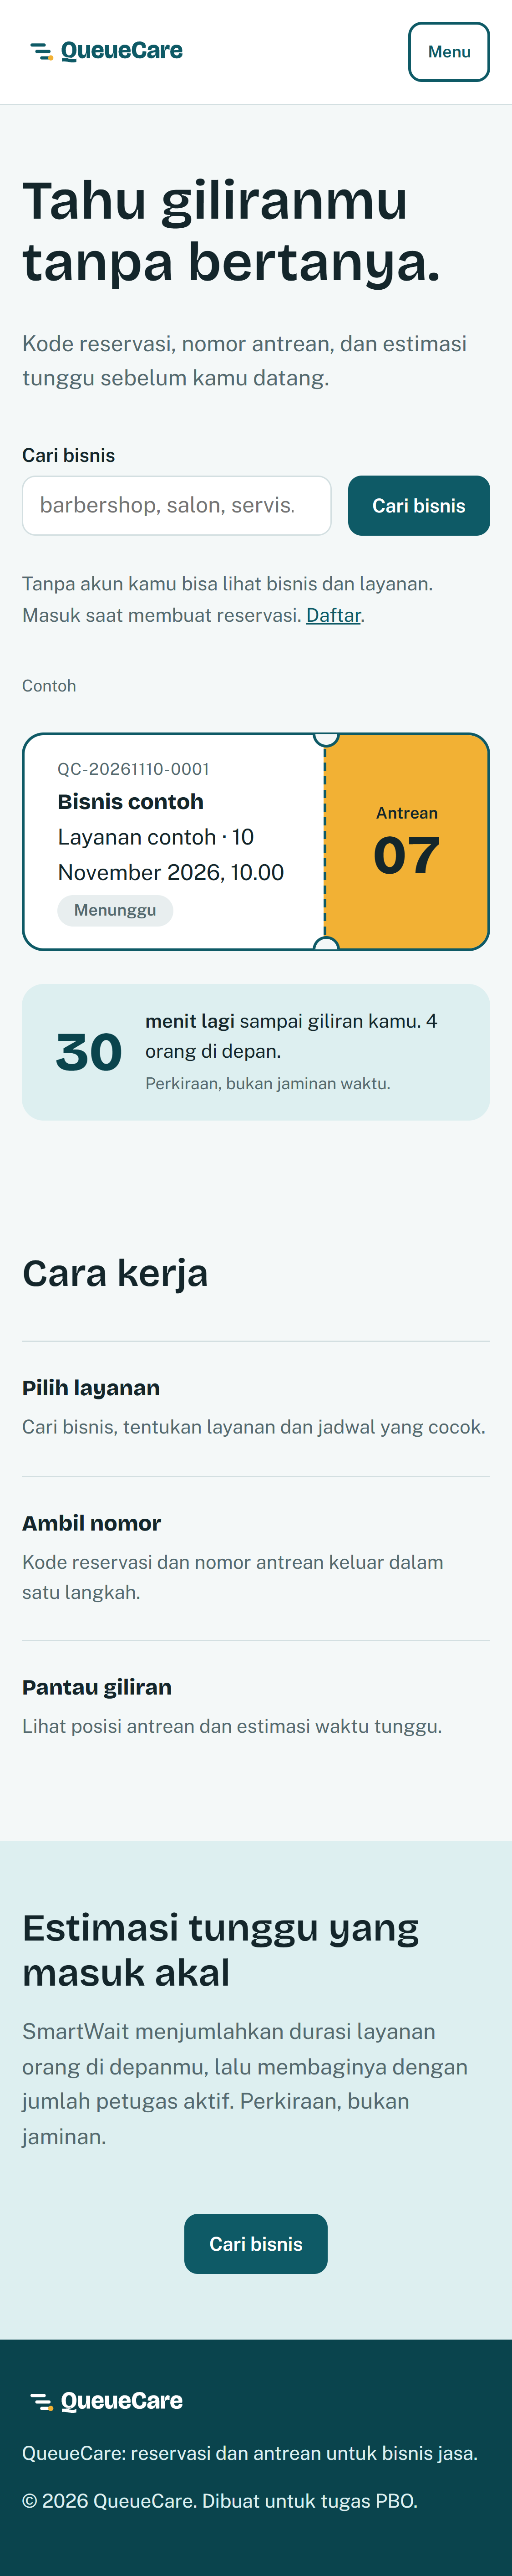 QueueCare
Menu
Tahu giliranmu
tanpa bertanya.
Kode reservasi, nomor antrean, dan estimasi
tunggu sebelum kamu datang.
Cari bisnis
barbershop, salon, servis.
Cari bisnis
Tanpa akun kamu bisa lihat bisnis dan layanan.
Masuk saat membuat reservasi. Daftar.
Contoh
QC-20261110-0001
Bisnis contoh
Layanan contoh · 10
November 2026, 10.00
Menunggu
Antrean
07
30
menit lagi sampai giliran kamu. 4
orang di depan.
Perkiraan, bukan jaminan waktu.
Cara kerja
Pilih layanan
Cari bisnis, tentukan layanan dan jadwal yang cocok.
Ambil nomor
Kode reservasi dan nomor antrean keluar dalam
satu langkah.
Pantau giliran
Lihat posisi antrean dan estimasi waktu tunggu.
Estimasi tunggu yang
masuk akal
SmartWait menjumlahkan durasi layanan
orang di depanmu, lalu membaginya dengan
jumlah petugas aktif. Perkiraan, bukan
jaminan.
Cari bisnis
QueueCare
QueueCare: reservasi dan antrean untuk bisnis jasa.
© 2026 QueueCare. Dibuat untuk tugas PBO.